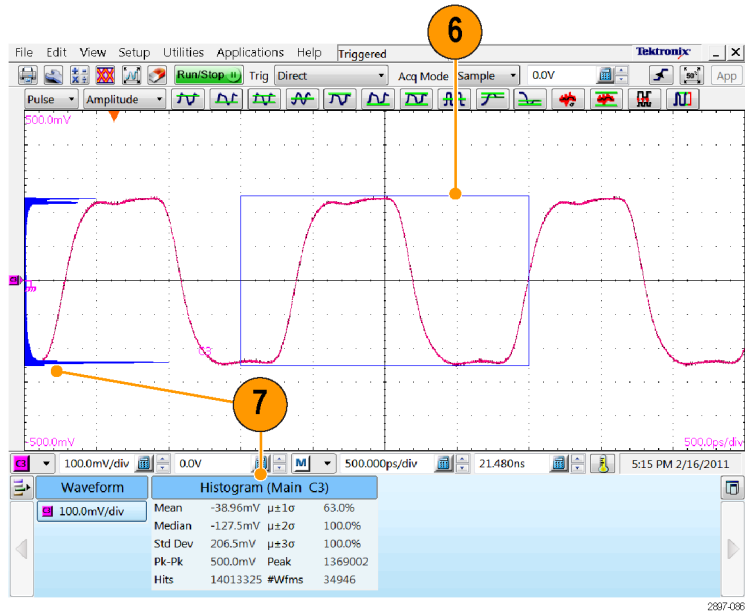 6
File Edit View Setup Utilities Applications Help Triggered Tektronix
Run/Stop Trig Direct Acq Mode Sample 0.0V 50% App
Pulse Amplitude
500.0mV
C3
C3
-500.0mV 500.0ps/div
7
C3 100.0mV/div 0.0V M 500.000ps/div 21.480ns 5:15 PM 2/16/2011
Waveform Histogram (Main C3)
C3 100.0mV/div Mean -38.96mV µ±1σ 63.0%
Median -127.5mV µ±2σ 100.0%
Std Dev 206.5mV µ±3σ 100.0%
Pk-Pk 500.0mV Peak 1369002
Hits 14013325 #Wfms 34946
2897-086